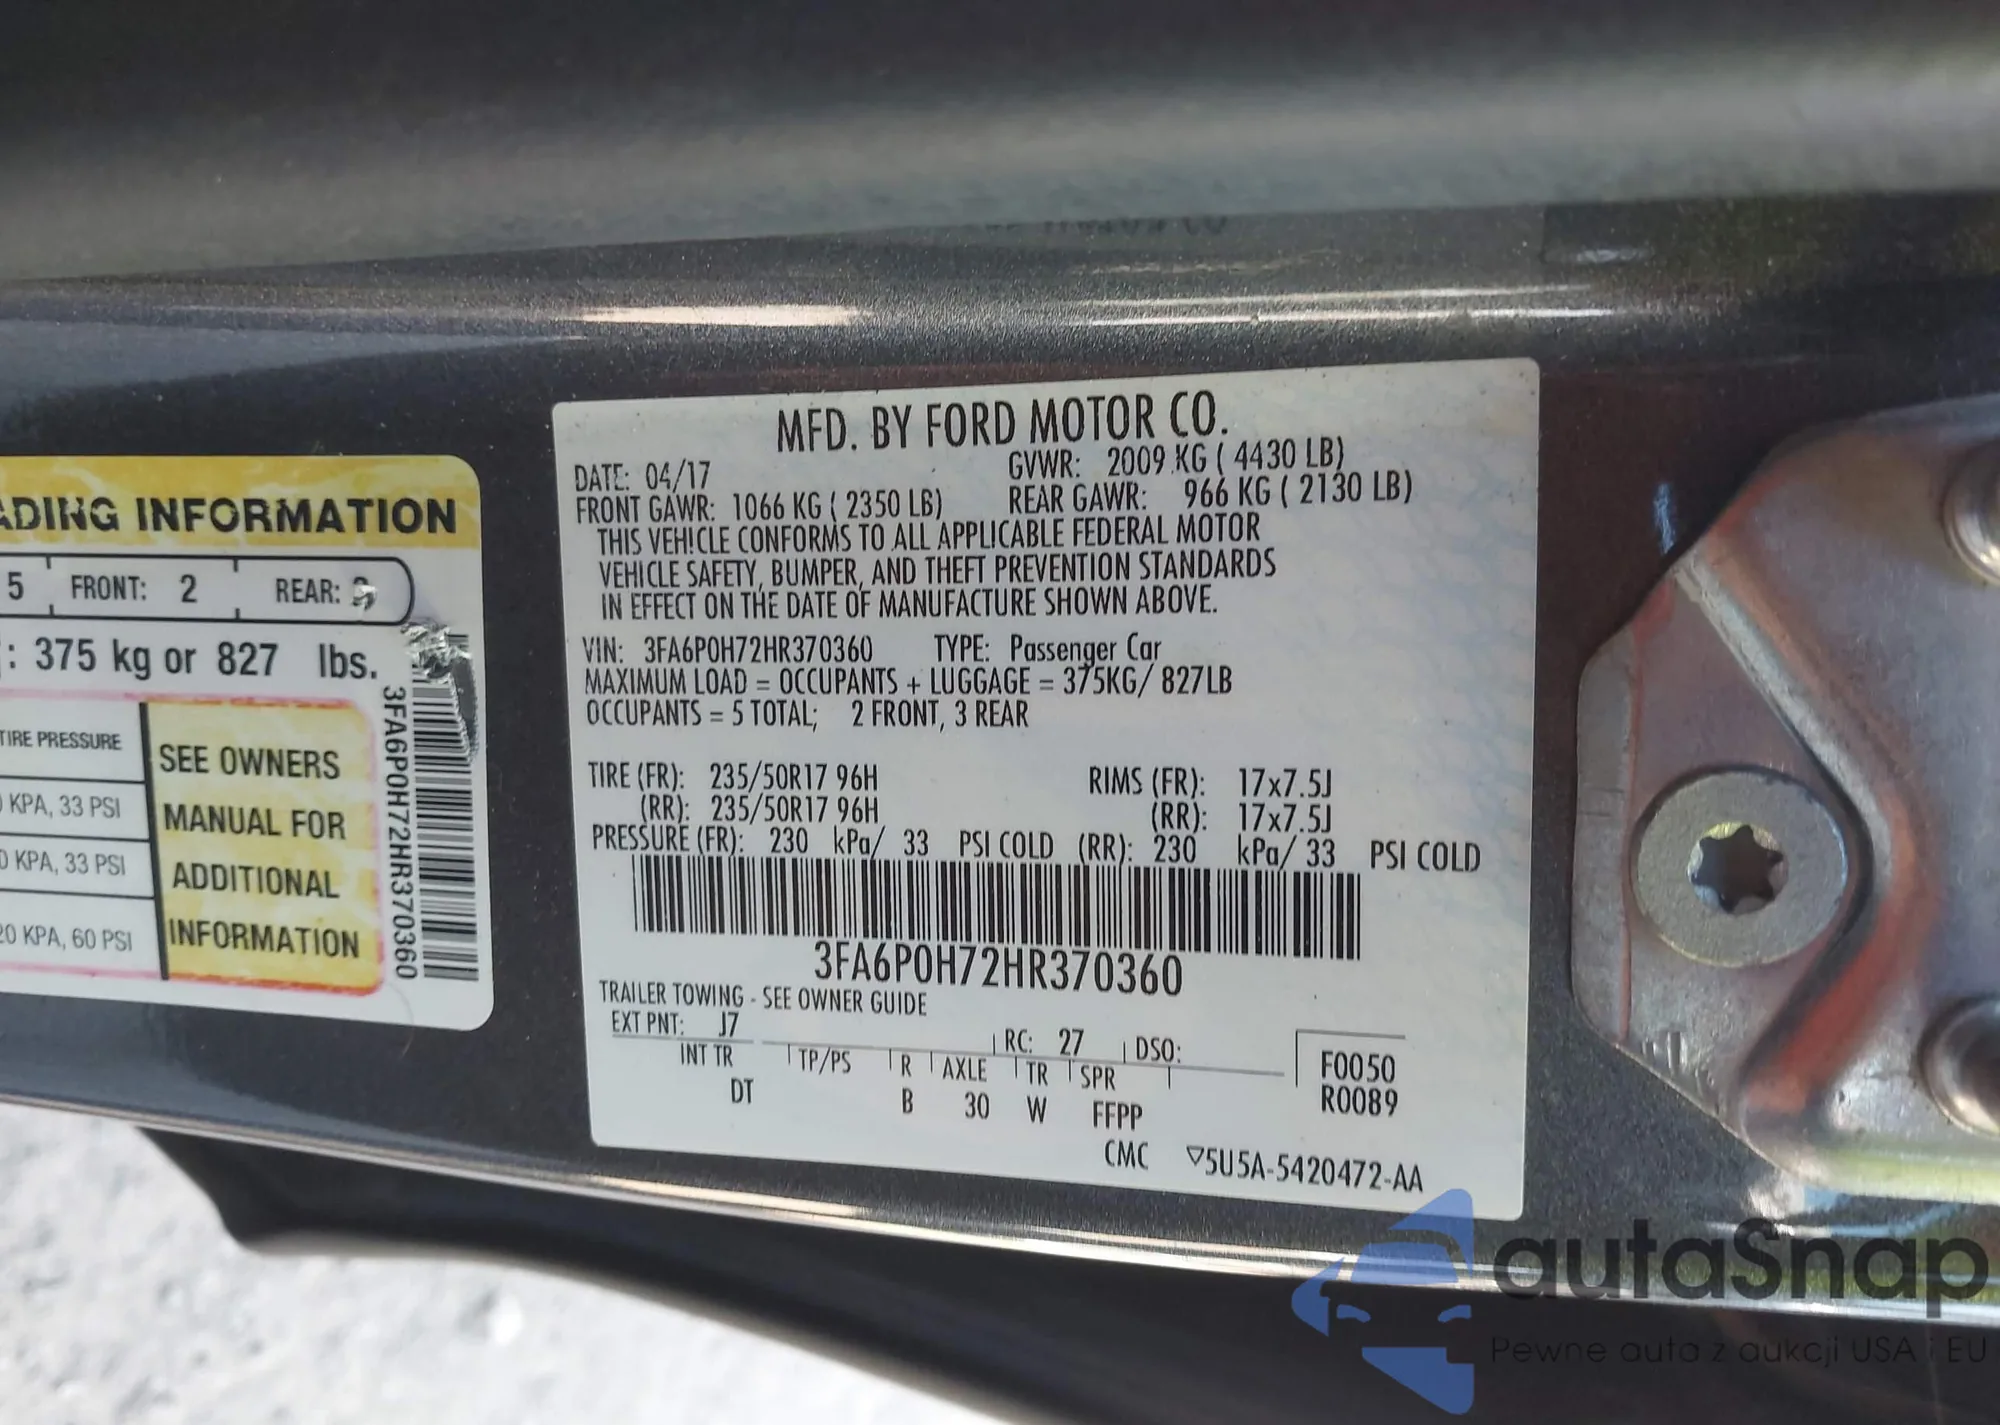 ADING INFORMATION
5 FRONT: 2 REAR:
: 375 kg or 827 lbs.
TIRE PRESSURE
KPA, 33 PSI
0 KPA, 33 PSI
20 KPA, 60 PSI
SEE OWNERS
MANUAL FOR
ADDITIONAL
INFORMATION
3FA6P0H72HR370360
MFD. BY FORD MOTOR CO.
DATE: 04/17 GVWR: 2009 KG ( 4430 LB)
FRONT GAWR: 1066 KG ( 2350 LB) REAR GAWR: 966 KG ( 2130 LB)
THIS VEHICLE CONFORMS TO ALL APPLICABLE FEDERAL MOTOR
VEHICLE SAFETY, BUMPER, AND THEFT PREVENTION STANDARDS
IN EFFECT ON THE DATE OF MANUFACTURE SHOWN ABOVE.
VIN: 3FA6P0H72HR370360 TYPE: Passenger Car
MAXIMUM LOAD = OCCUPANTS + LUGGAGE = 375KG/ 827LB
OCCUPANTS = 5 TOTAL; 2 FRONT, 3 REAR
TIRE (FR): 235/50R17 96H RIMS (FR): 17x7.5J
(RR): 235/50R17 96H (RR): 17x7.5J
PRESSURE (FR): 230 kPa/ 33 PSI COLD (RR): 230 kPa/ 33 PSI COLD
3FA6P0H72HR370360
TRAILER TOWING - SEE OWNER GUIDE
EXT PNT: J7 RC: 27 DSO:
INT TR TP/PS R AXLE TR SPR F0050
DT B 30 W FFPP R0089
CMC ▽5U5A-5420472-AA
autaSnap
Pewne auta z aukcji USA i EU